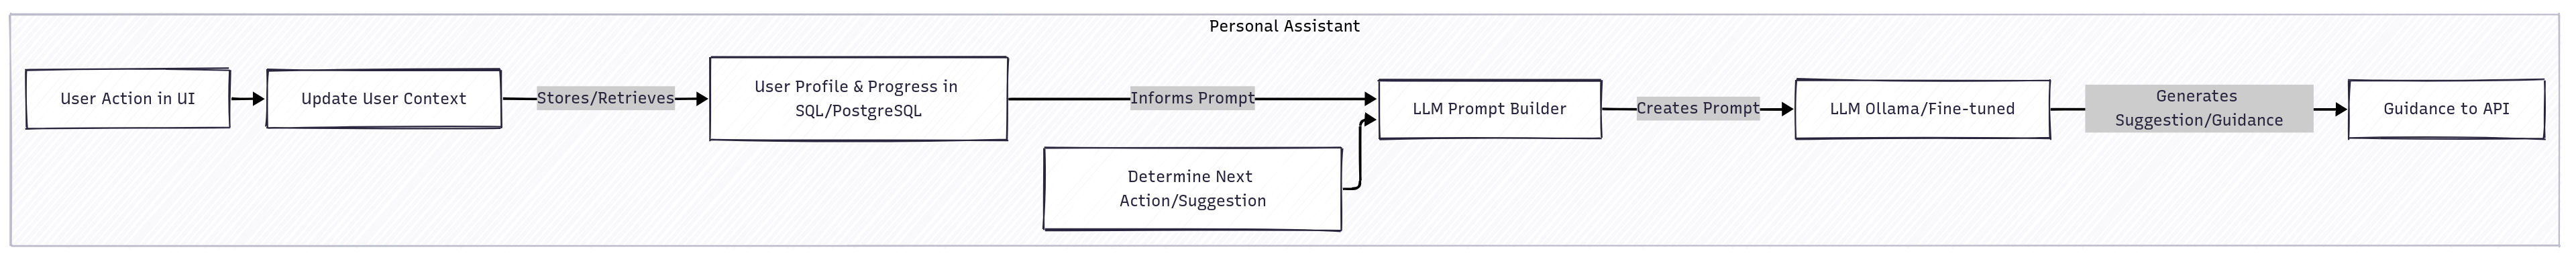 Personal Assistant
User Action in UI
Update User Context
Stores/Retrieves
User Profile & Progress in
SQL/PostgreSQL
Informs Prompt
Determine Next
Action/Suggestion
LLM Prompt Builder
Creates Prompt
LLM Ollama/Fine-tuned
Generates
Suggestion/Guidance
Guidance to API